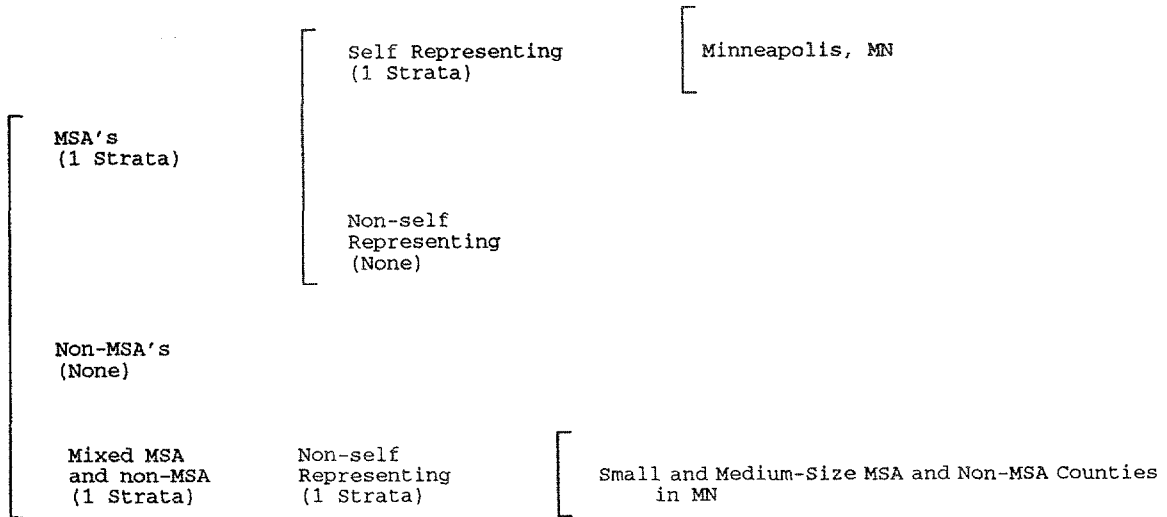 Self Representing
(1 Strata)
Minneapolis, MN
MSA's
(1 Strata)
Non-self
Representing
(None)
Non-MSA's
(None)
Mixed MSA
and non-MSA
(1 Strata)
Non-self
Representing
(1 Strata)
Small and Medium-Size MSA and Non-MSA Counties
in MN